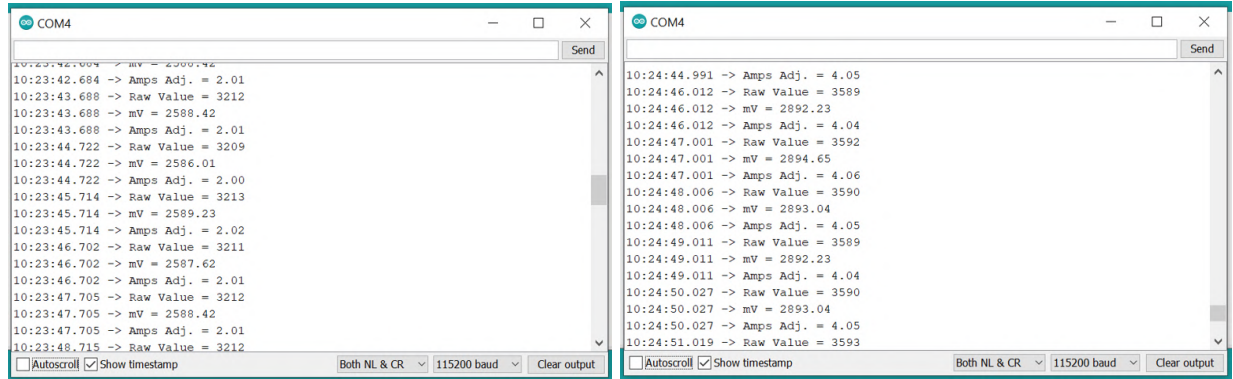 COM4
Send
10:23:42.684 -> mV = 2588.42
10:23:42.684 -> Amps Adj. = 2.01
10:23:43.688 -> Raw Value = 3212
10:23:43.688 -> mV = 2588.42
10:23:43.688 -> Amps Adj. = 2.01
10:23:44.722 -> Raw Value = 3209
10:23:44.722 -> mV = 2586.01
10:23:44.722 -> Amps Adj. = 2.00
10:23:45.714 -> Raw Value = 3213
10:23:45.714 -> mV = 2589.23
10:23:45.714 -> Amps Adj. = 2.02
10:23:46.702 -> Raw Value = 3211
10:23:46.702 -> mV = 2587.62
10:23:46.702 -> Amps Adj. = 2.01
10:23:47.705 -> Raw Value = 3212
10:23:47.705 -> mV = 2588.42
10:23:47.705 -> Amps Adj. = 2.01
10:23:48.715 -> Raw Value = 3212
Autoscroll Show timestamp Both NL & CR 115200 baud Clear output
COM4
Send
10:24:44.991 -> Amps Adj. = 4.05
10:24:46.012 -> Raw Value = 3589
10:24:46.012 -> mV = 2892.23
10:24:46.012 -> Amps Adj. = 4.04
10:24:47.001 -> Raw Value = 3592
10:24:47.001 -> mV = 2894.65
10:24:47.001 -> Amps Adj. = 4.06
10:24:48.006 -> Raw Value = 3590
10:24:48.006 -> mV = 2893.04
10:24:48.006 -> Amps Adj. = 4.05
10:24:49.011 -> Raw Value = 3589
10:24:49.011 -> mV = 2892.23
10:24:49.011 -> Amps Adj. = 4.04
10:24:50.027 -> Raw Value = 3590
10:24:50.027 -> mV = 2893.04
10:24:50.027 -> Amps Adj. = 4.05
10:24:51.019 -> Raw Value = 3593
Autoscroll Show timestamp Both NL & CR 115200 baud Clear output